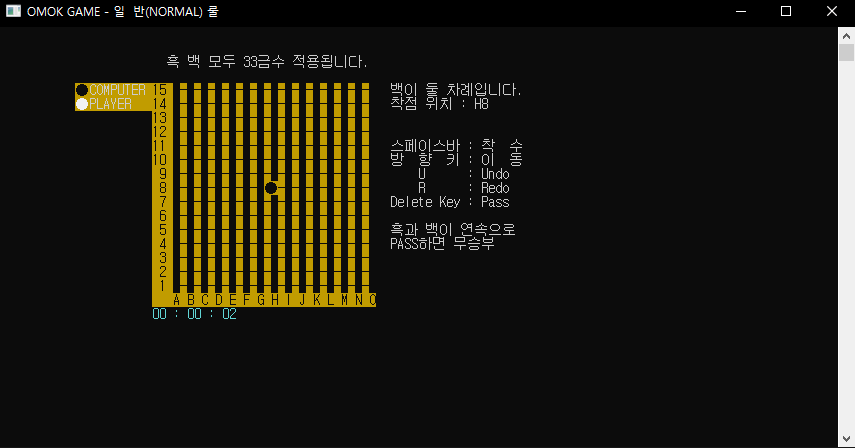 OMOK GAME - 일 반(NORMAL) 룰
흑 백 모두 33금수 적용됩니다.
COMPUTER 15 백이 둘 차례입니다.
PLAYER 14 착점 위치 : H8
13
12
11 스페이스바 : 착 수
10 방 향 키 : 이 동
9 U : Undo
8 R : Redo
7 Delete Key : Pass
6
5 흑과 백이 연속으로
4 PASS하면 무승부
3
2
1
A B C D E F G H I J K L M N O
00 : 00 : 02